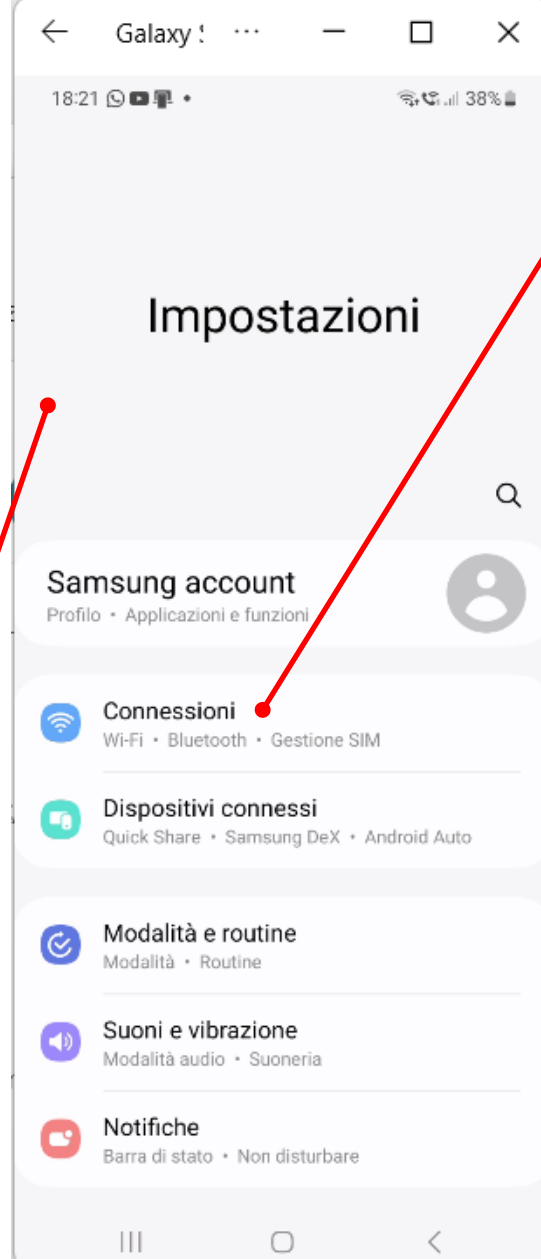 Galaxy S
18:21 38%
Impostazioni
Samsung account
Profilo • Applicazioni e funzioni
Connessioni
Wi-Fi • Bluetooth • Gestione SIM
Dispositivi connessi
Quick Share • Samsung DeX • Android Auto
Modalità e routine
Modalità • Routine
Suoni e vibrazione
Modalità audio • Suoneria
Notifiche
Barra di stato • Non disturbare